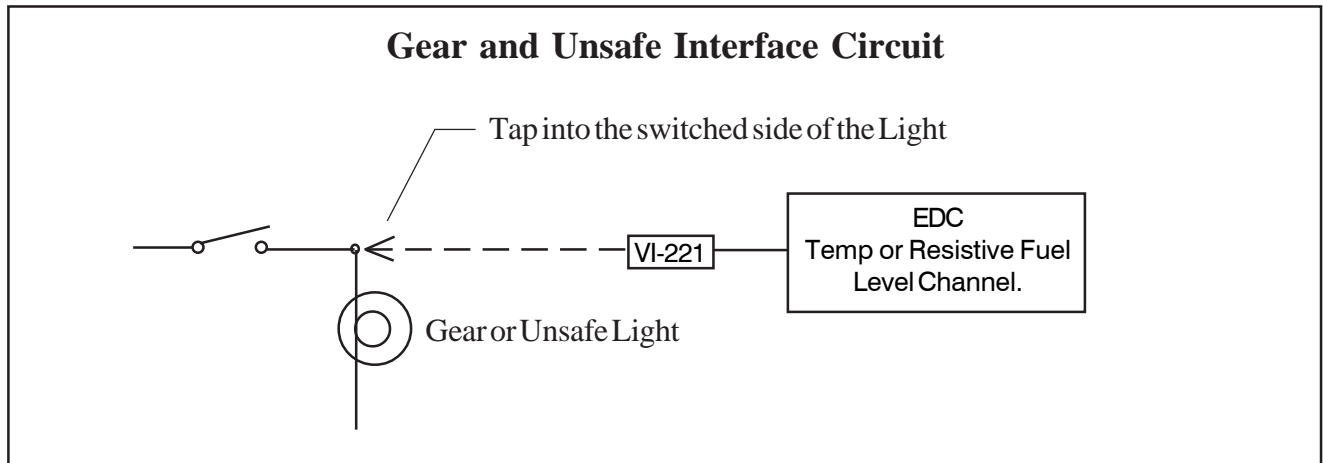 Gear and Unsafe Interface Circuit
Tap into the switched side of the Light
EDC
Temp or Resistive Fuel
Level Channel.
VI-221
Gear or Unsafe Light